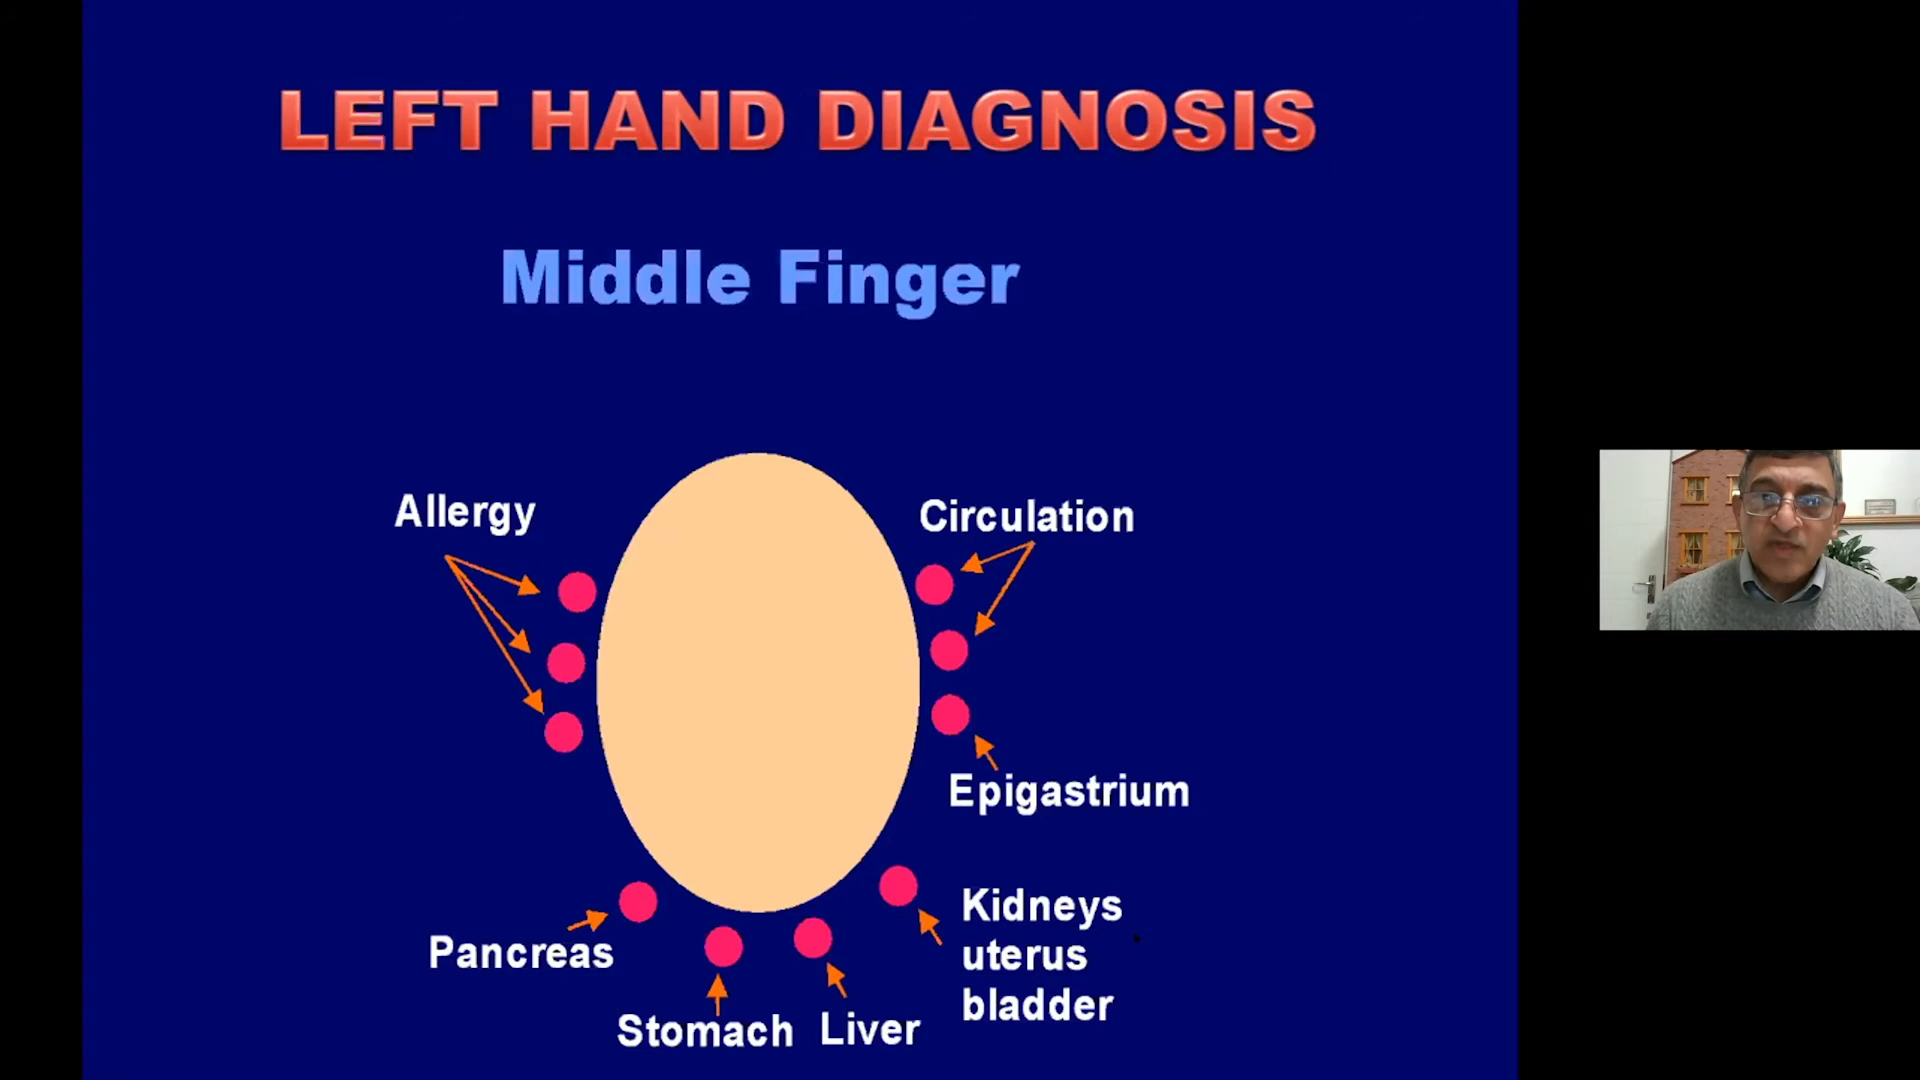 LEFT HAND DIAGNOSIS
Middle Finger
Allergy
Circulation
Epigastrium
Kidneys
uterus
bladder
Pancreas
Stomach
Liver